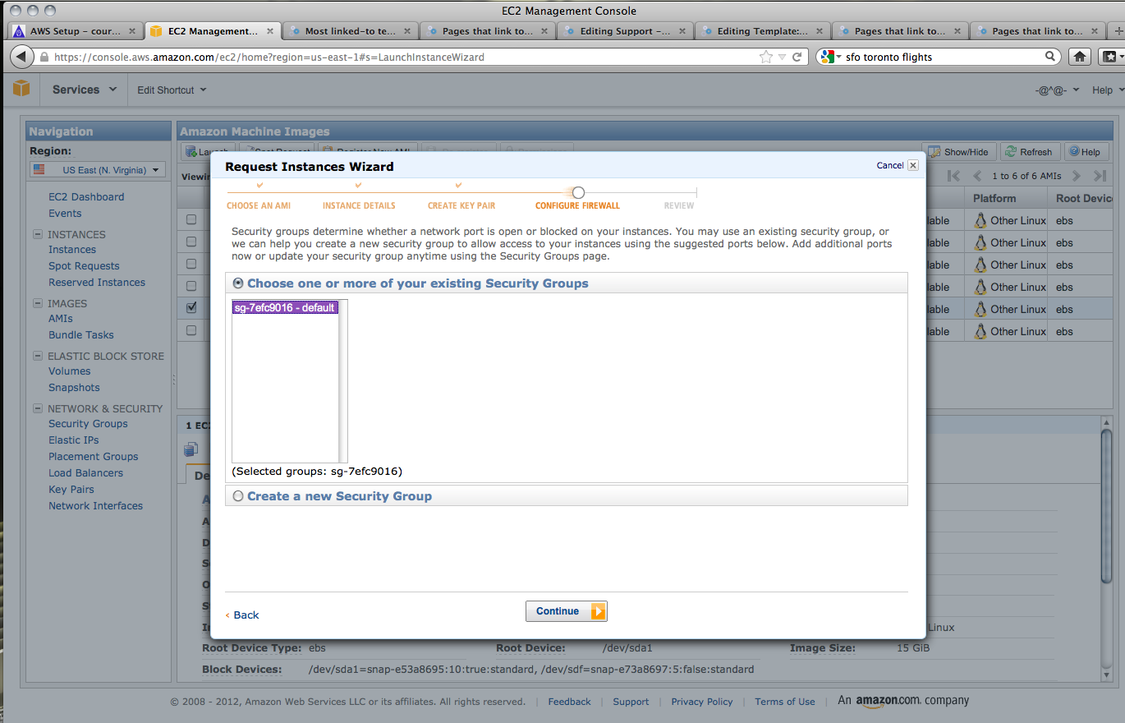 EC2 Management Console
AWS Setup – cour...
EC2 Management...
Most linked-to te...
Pages that link to...
Editing Support – ...
Editing Template:...
Pages that link to...
Pages that link to...
https://console.aws.amazon.com/ec2/home?region=us-east-1#s=LaunchInstanceWizard
sfo toronto flights
Services
Edit Shortcut
-@^@-
Help
Navigation
Region:
US East (N. Virginia)
EC2 Dashboard
Events
INSTANCES
Instances
Spot Requests
Reserved Instances
IMAGES
AMIs
Bundle Tasks
ELASTIC BLOCK STORE
Volumes
Snapshots
NETWORK & SECURITY
Security Groups
Elastic IPs
Placement Groups
Load Balancers
Key Pairs
Network Interfaces
Amazon Machine Images
Show/Hide
Refresh
Help
1 to 6 of 6 AMIs
Platform Root Devic
Other Linux ebs
Other Linux ebs
Other Linux ebs
Other Linux ebs
Other Linux ebs
Other Linux ebs
Request Instances Wizard
Cancel
CHOOSE AN AMI
INSTANCE DETAILS
CREATE KEY PAIR
CONFIGURE FIREWALL
REVIEW
Security groups determine whether a network port is open or blocked on your instances. You may use an existing security group, or
we can help you create a new security group to allow access to your instances using the suggested ports below. Add additional ports
now or update your security group anytime using the Security Groups page.
Choose one or more of your existing Security Groups
sg-7efc9016 - default
(Selected groups: sg-7efc9016)
Create a new Security Group
‹ Back
Continue
1 EC2
Linux
Root Device Type: ebs
Root Device: /dev/sda1
Image Size: 15 GiB
Block Devices: /dev/sda1=snap-e53a8695:10:true:standard, /dev/sdf=snap-e73a8697:5:false:standard
© 2008 - 2012, Amazon Web Services LLC or its affiliates. All rights reserved. | Feedback | Support | Privacy Policy | Terms of Use | An amazon.com. company